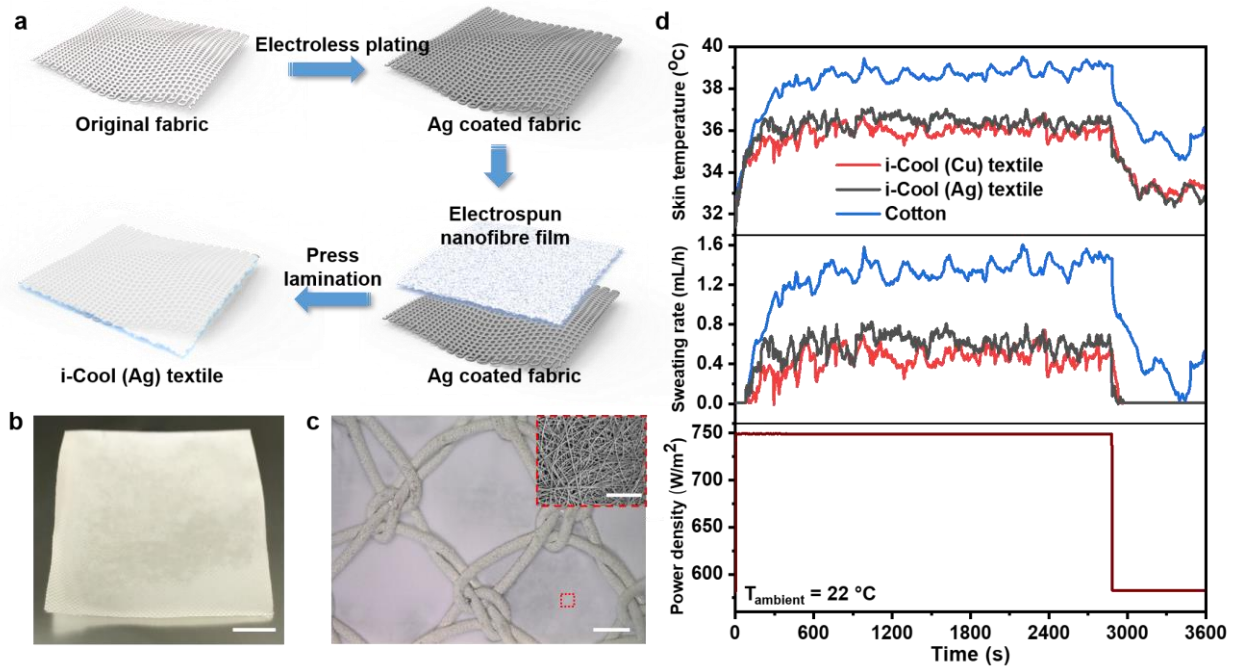 a
Electroless plating
Original fabric
Ag coated fabric
Electrospun
nanofibre film
Press
lamination
i-Cool (Ag) textile
Ag coated fabric
b
c
d
Skin temperature (°C)
40
38
36
34
32
i-Cool (Cu) textile
i-Cool (Ag) textile
Cotton
Sweating rate (mL/h)
1.6
1.2
0.8
0.4
0.0
Power density (W/m²)
750
700
650
600
T ambient = 22 °C
0 600 1200 1800 2400 3000 3600
Time (s)